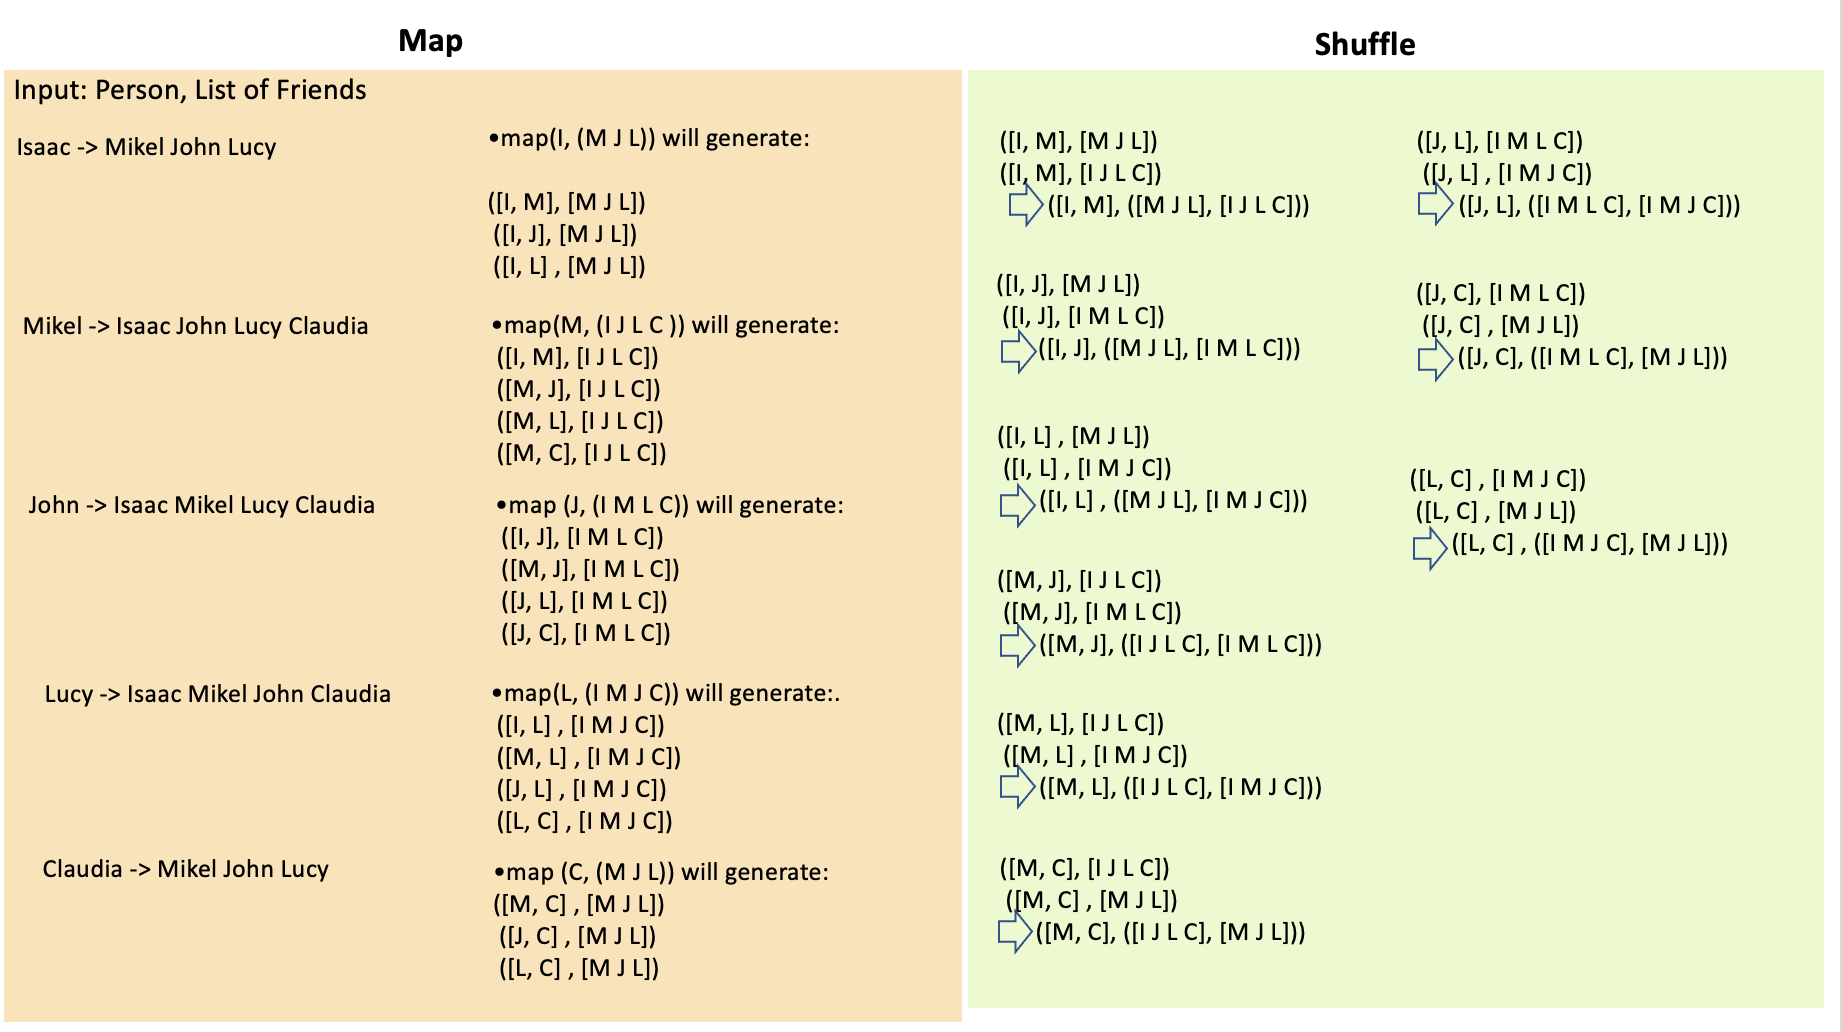 Map
Input: Person, List of Friends
Isaac -> Mikel John Lucy
•map(I, (M J L)) will generate:
([I, M], [M J L])
([I, J], [M J L])
([I, L] , [M J L])
Mikel -> Isaac John Lucy Claudia
•map(M, (I J L C )) will generate:
([I, M], [I J L C])
([M, J], [I J L C])
([M, L], [I J L C])
([M, C], [I J L C])
John -> Isaac Mikel Lucy Claudia
•map (J, (I M L C)) will generate:
([I, J], [I M L C])
([M, J], [I M L C])
([J, L], [I M L C])
([J, C], [I M L C])
Lucy -> Isaac Mikel John Claudia
•map(L, (I M J C)) will generate:.
([I, L] , [I M J C])
([M, L] , [I M J C])
([J, L] , [I M J C])
([L, C] , [I M J C])
Claudia -> Mikel John Lucy
•map (C, (M J L)) will generate:
([M, C] , [M J L])
([J, C] , [M J L])
([L, C] , [M J L])
Shuffle
([I, M], [M J L])
([I, M], [I J L C])
([I, M], ([M J L], [I J L C]))
([I, J], [M J L])
([I, J], [I M L C])
([I, J], ([M J L], [I M L C]))
([I, L] , [M J L])
([I, L] , [I M J C])
([I, L] , ([M J L], [I M J C]))
([M, J], [I J L C])
([M, J], [I M L C])
([M, J], ([I J L C], [I M L C]))
([M, L], [I J L C])
([M, L] , [I M J C])
([M, L], ([I J L C], [I M J C]))
([M, C], [I J L C])
([M, C] , [M J L])
([M, C], ([I J L C], [M J L]))
([J, L], [I M L C])
([J, L] , [I M J C])
([J, L], ([I M L C], [I M J C]))
([J, C], [I M L C])
([J, C] , [M J L])
([J, C], ([I M L C], [M J L]))
([L, C] , [I M J C])
([L, C] , [M J L])
([L, C] , ([I M J C], [M J L]))